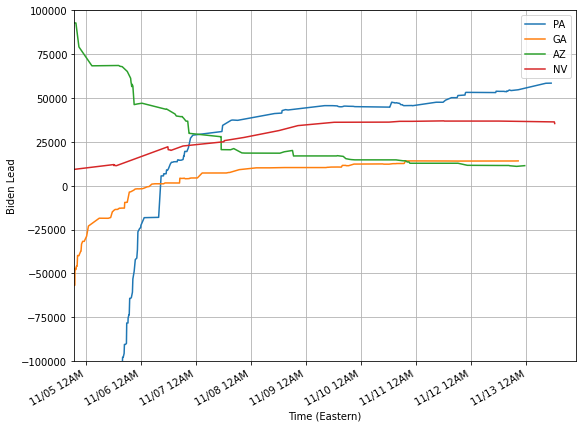 100000
75000
50000
25000
0
−25000
−50000
−75000
−100000
Biden Lead
PA
GA
AZ
NV
11/05 12AM
11/06 12AM
11/07 12AM
11/08 12AM
11/09 12AM
11/10 12AM
11/11 12AM
11/12 12AM
11/13 12AM
Time (Eastern)